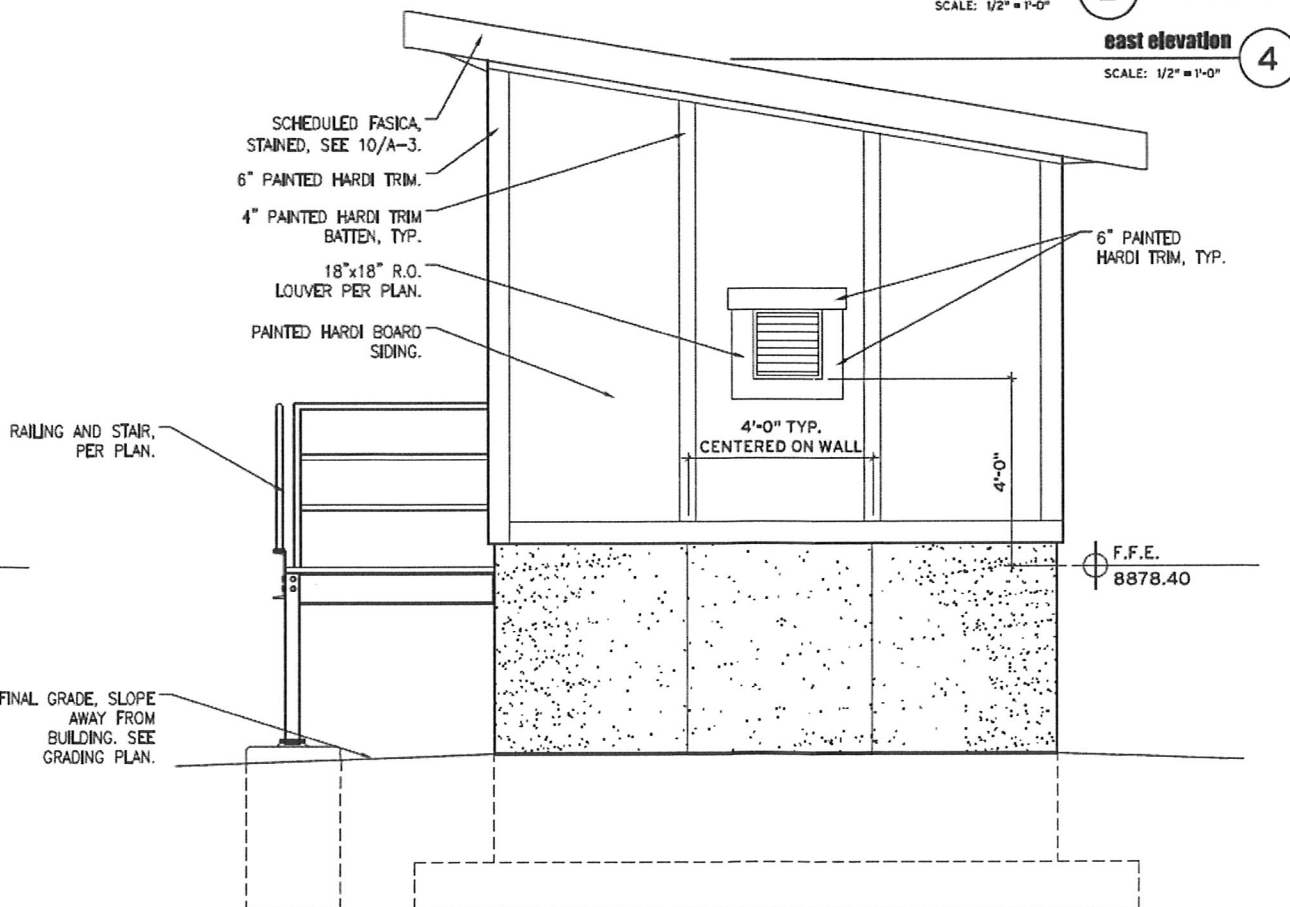 SCALE: 1/2" = 1'-0"
east elevation
4
SCALE: 1/2" = 1'-0"
SCHEDULED FASICA,
STAINED, SEE 10/A-3.
6" PAINTED HARDI TRIM.
4" PAINTED HARDI TRIM
BATTEN, TYP.
18"x18" R.O.
LOUVER PER PLAN.
PAINTED HARDI BOARD
SIDING.
6" PAINTED
HARDI TRIM, TYP.
RAILING AND STAIR,
PER PLAN.
4'-0" TYP.
CENTERED ON WALL
4'-0"
F.F.E.
8878.40
FINAL GRADE, SLOPE
AWAY FROM
BUILDING. SEE
GRADING PLAN.